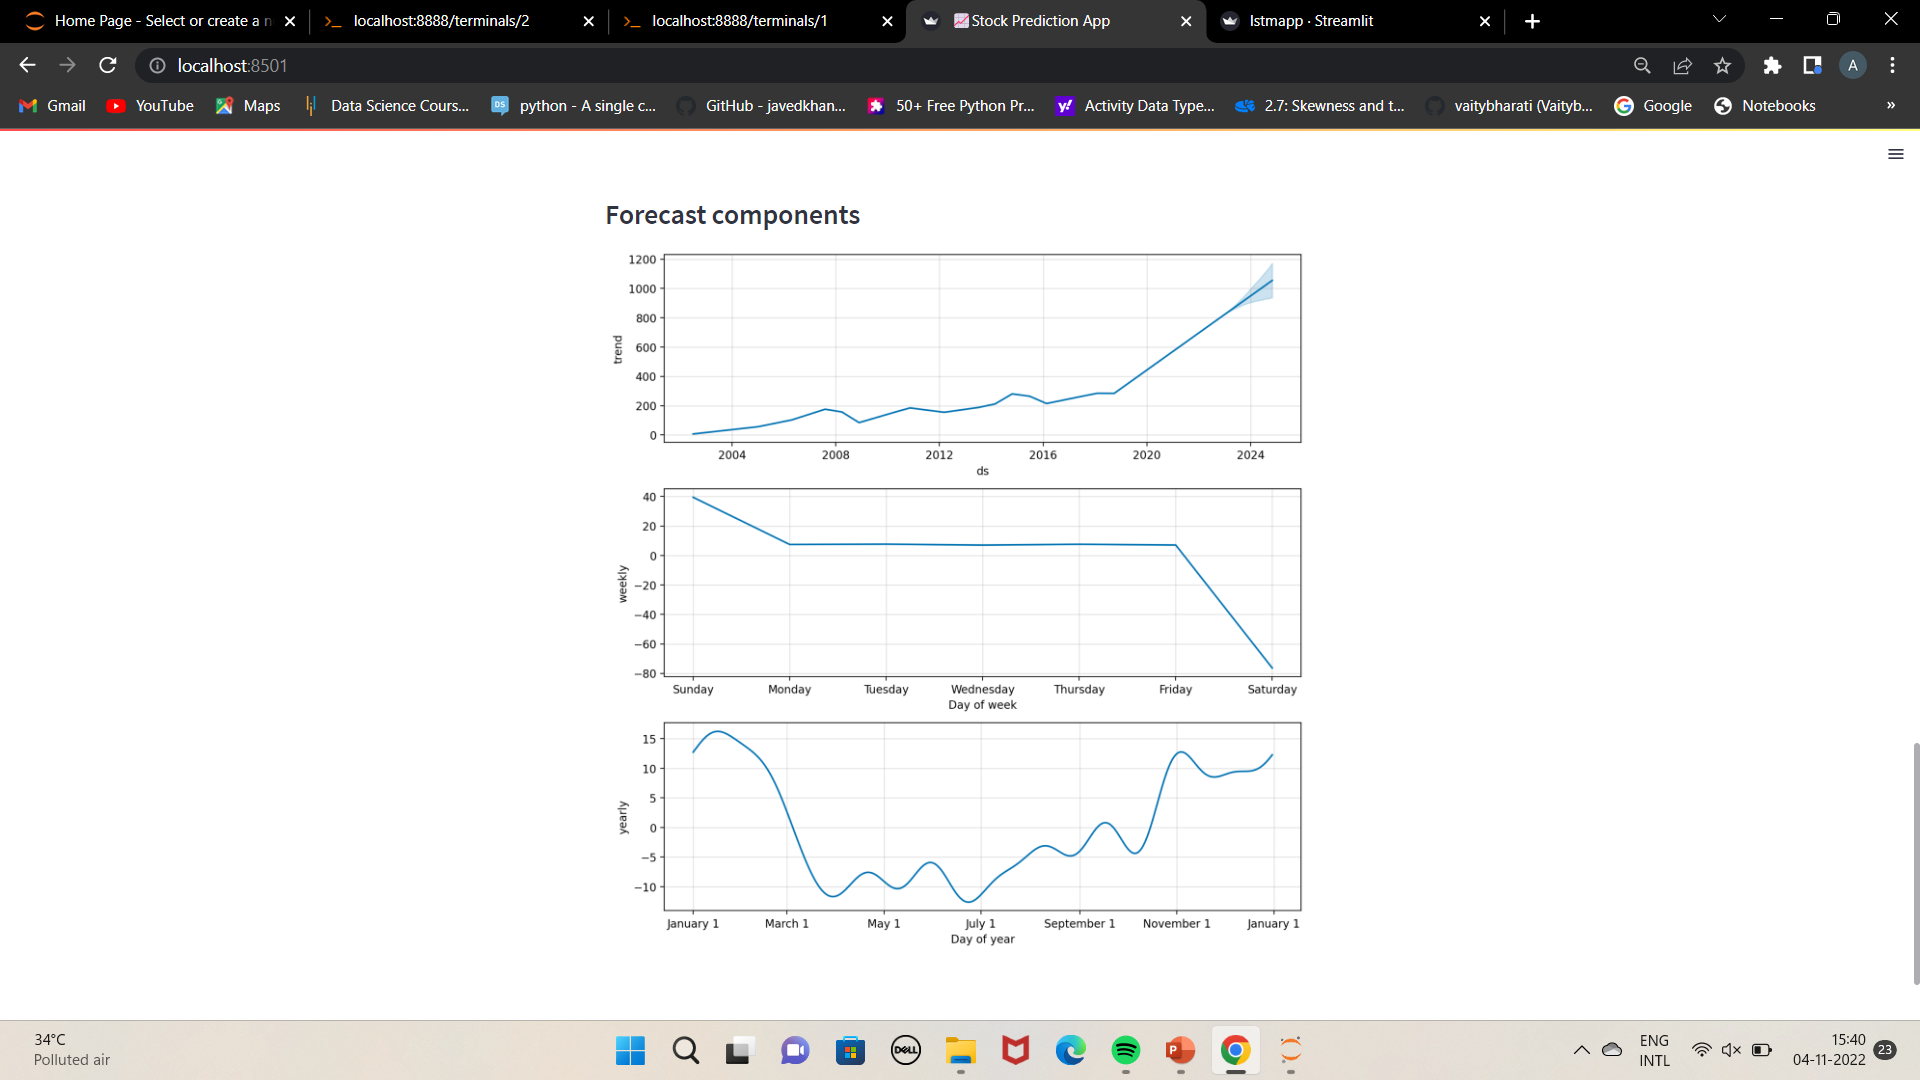 Home Page - Select or create a n
localhost:8888/terminals/2
localhost:8888/terminals/1
📈Stock Prediction App
lstmapp · Streamlit
localhost:8501
A
Gmail
YouTube
Maps
Data Science Cours...
DS
python - A single c...
GitHub - javedkhan...
50+ Free Python Pr...
Activity Data Type...
2.7: Skewness and t...
vaitybharati (Vaityb...
Google
Notebooks
»
Forecast components
1200
1000
800
600
400
200
0
trend
2004 2008 2012 2016 2020 2024
ds
40
20
0
−20
−40
−60
−80
weekly
Sunday Monday Tuesday Wednesday Thursday Friday Saturday
Day of week
15
10
5
0
−5
−10
yearly
January 1 March 1 May 1 July 1 September 1 November 1 January 1
Day of year
34°C
Polluted air
DELL
P
ENG
INTL
15:40
04-11-2022
23